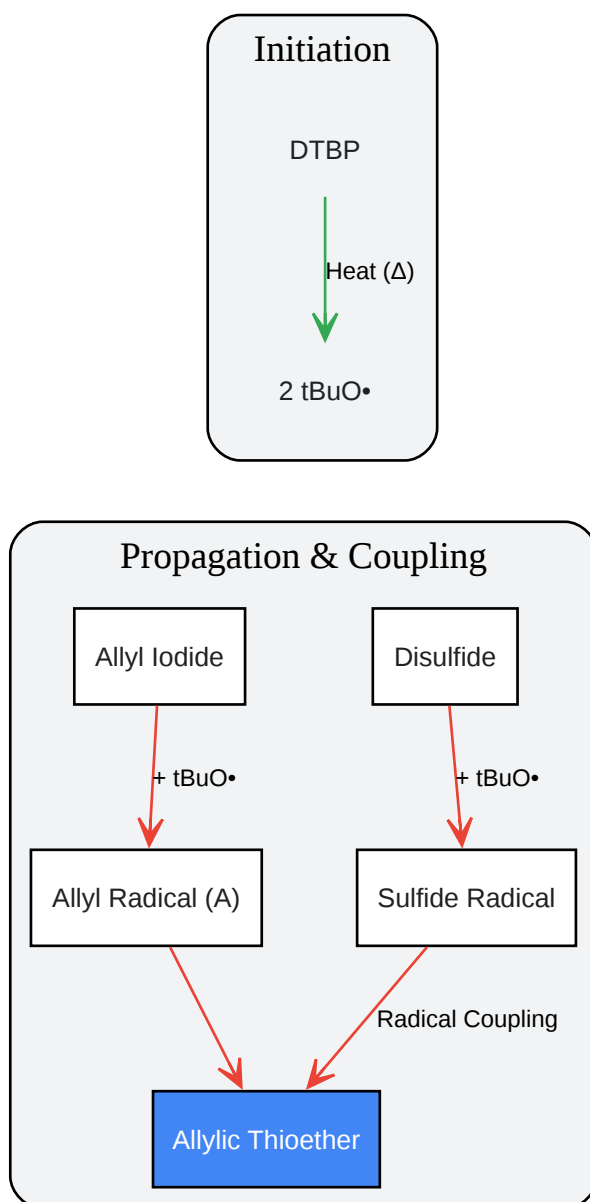 Initiation
DTBP
Heat (Δ)
2 tBuO•
Propagation & Coupling
Allyl Iodide
Disulfide
+ tBuO•
+ tBuO•
Allyl Radical (A)
Sulfide Radical
Radical Coupling
Allylic Thioether